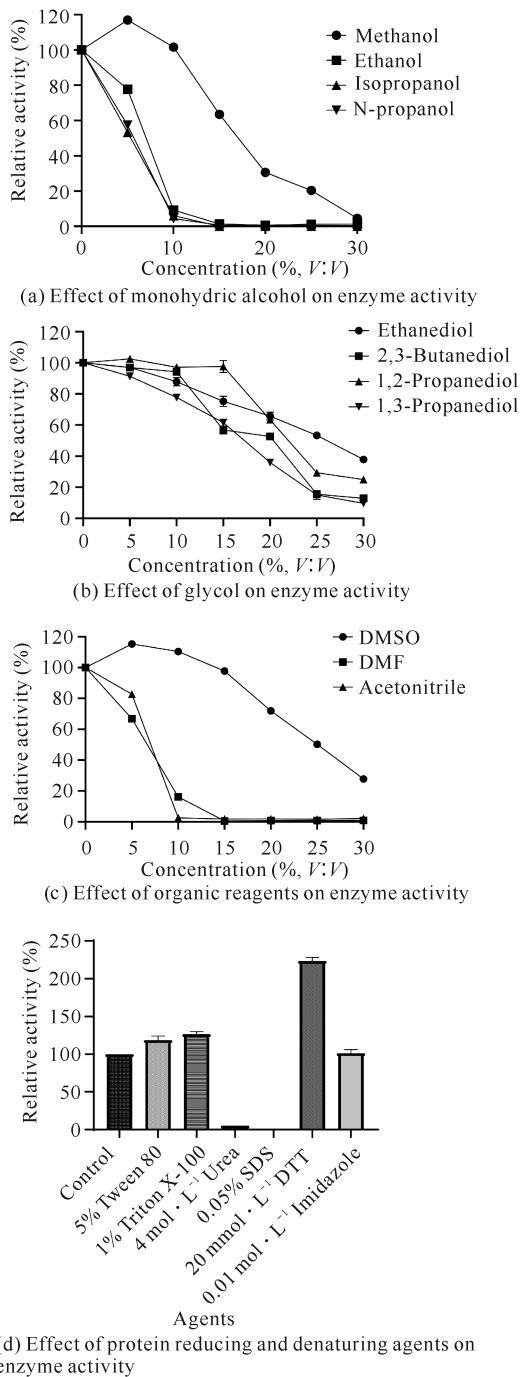 Relative activity (%)
120
100
80
60
40
20
0
0
10
20
30
Methanol
Ethanol
Isopropanol
N-propanol
Concentration (%, V∶V)
(a) Effect of monohydric alcohol on enzyme activity
Relative activity (%)
120
100
80
60
40
20
0
0 5 10 15 20 25 30
Ethanediol
2,3-Butanediol
1,2-Propanediol
1,3-Propanediol
Concentration (%, V∶V)
(b) Effect of glycol on enzyme activity
Relative activity (%)
120
100
80
60
40
20
0
0 5 10 15 20 25 30
DMSO
DMF
Acetonitrile
Concentration (%, V∶V)
(c) Effect of organic reagents on enzyme activity
Relative activity (%)
250
200
150
100
50
0
Control
5% Tween 80
1% Triton X-100
4 mol · L⁻¹ Urea
0.05% SDS
20 mmol · L⁻¹ DTT
0.01 mol · L⁻¹ Imidazole
Agents
d) Effect of protein reducing and denaturing agents on
enzyme activity